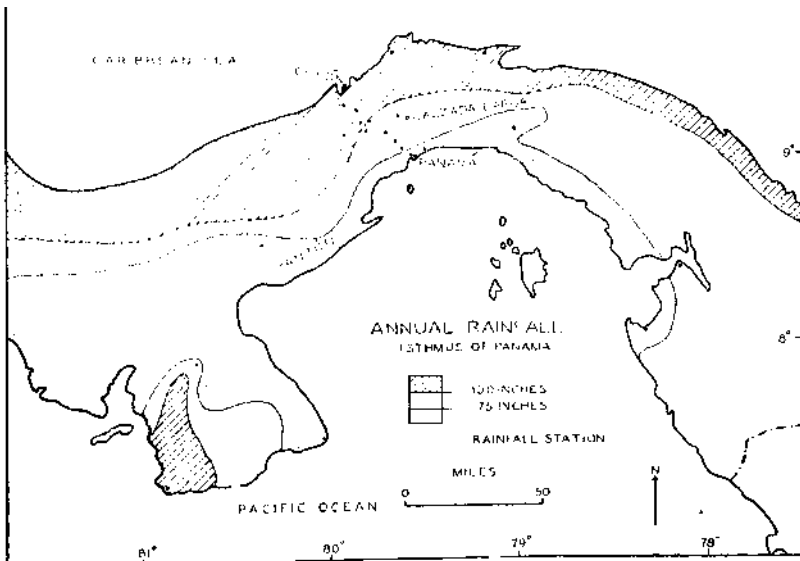 CARIBBEAN SEA
PANAMA
9°
ANNUAL RAINFALL
ISTHMUS OF PANAMA
8°
100 INCHES
75 INCHES
RAINFALL STATION
MILES
0 50
N
PACIFIC OCEAN
81° 80° 79° 78°